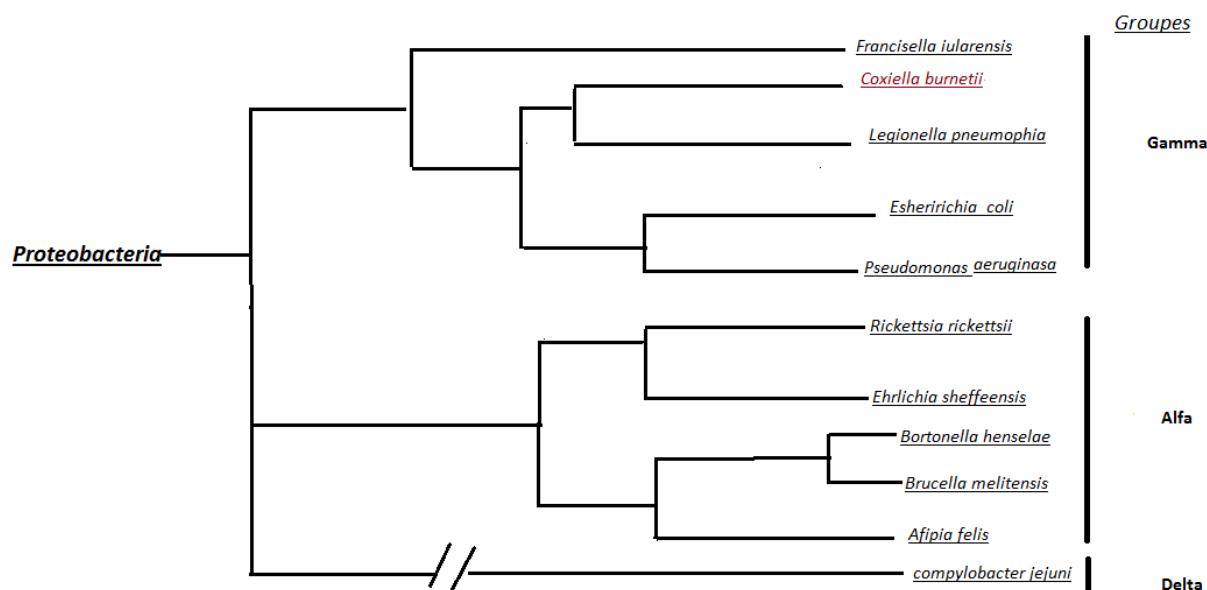 Groupes
Francisella iularensis
Coxiella burnetii
Legionella pneumophia
Gamma
Esheririchia coli
Proteobacteria
Pseudomonas aeruginasa
Rickettsia rickettsii
Ehrlichia sheffeensis
Alfa
Bortonella henselae
Brucella melitensis
Afipia felis
compylobacter jejuni
Delta